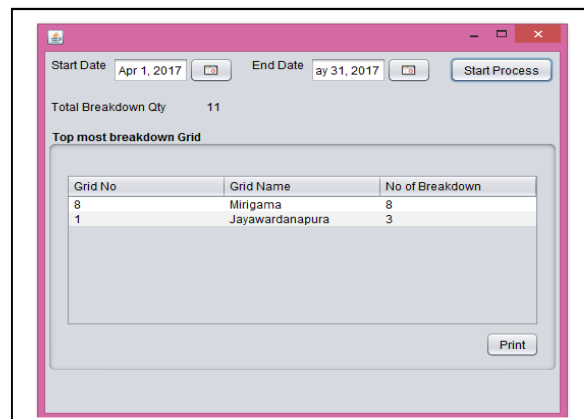 Start Date Apr 1, 2017 End Date ay 31, 2017 Start Process
Total Breakdown Qty 11
Top most breakdown Grid
Grid No Grid Name No of Breakdown
8 Mirigama 8
1 Jayawardanapura 3
Print